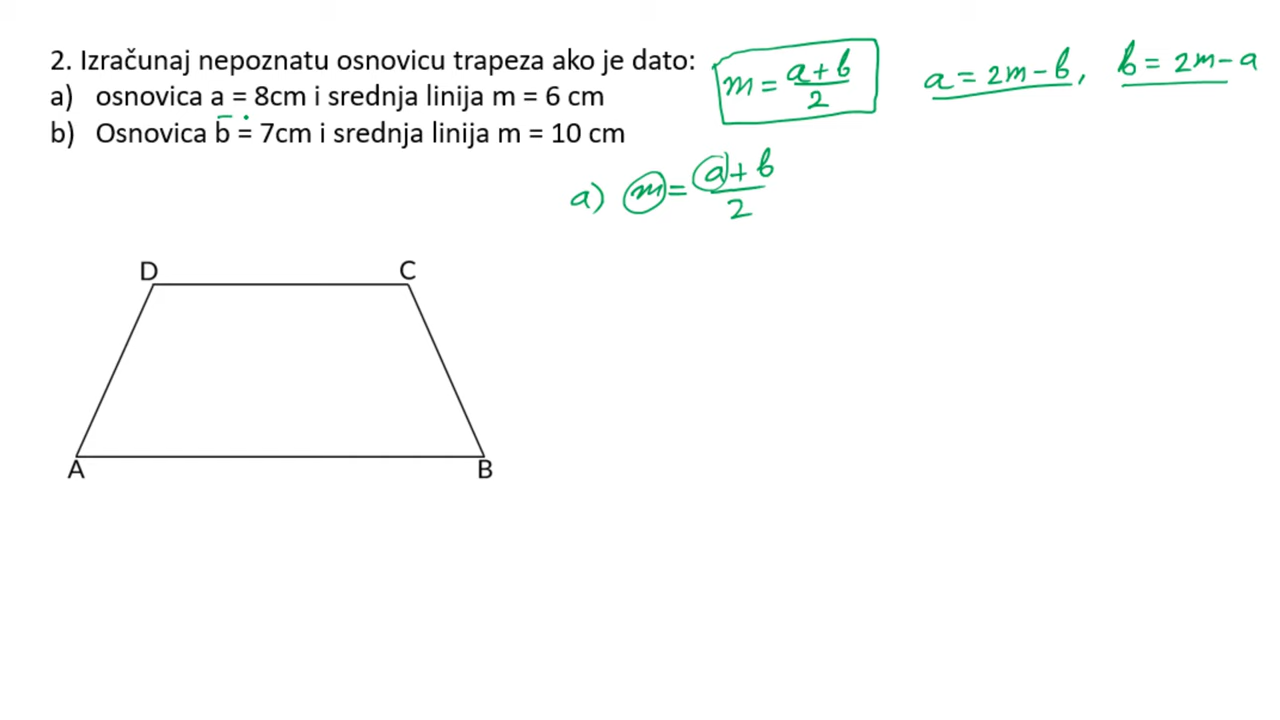 2. Izračunaj nepoznatu osnovicu trapeza ako je dato:
a) osnovica a = 8cm i srednja linija m = 6 cm
b) Osnovica b = 7cm i srednja linija m = 10 cm
m = a + b / 2
a = 2m - b, b = 2m - a
a) m = a + b / 2
D C
A B